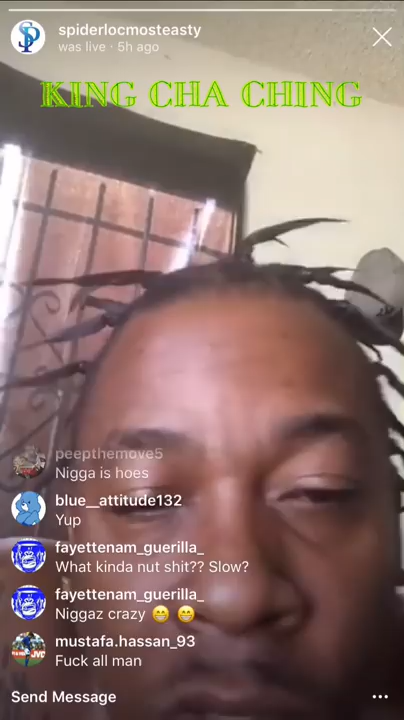 spiderlocmosteasty
was live · 5h ago
KING CHA CHING
peepthemove5
Nigga is hoes
blue__attitude132
Yup
fayettenam_guerilla_
What kinda nut shit?? Slow?
fayettenam_guerilla_
Niggaz crazy 😁 😁
mustafa.hassan_93
Fuck all man
Send Message